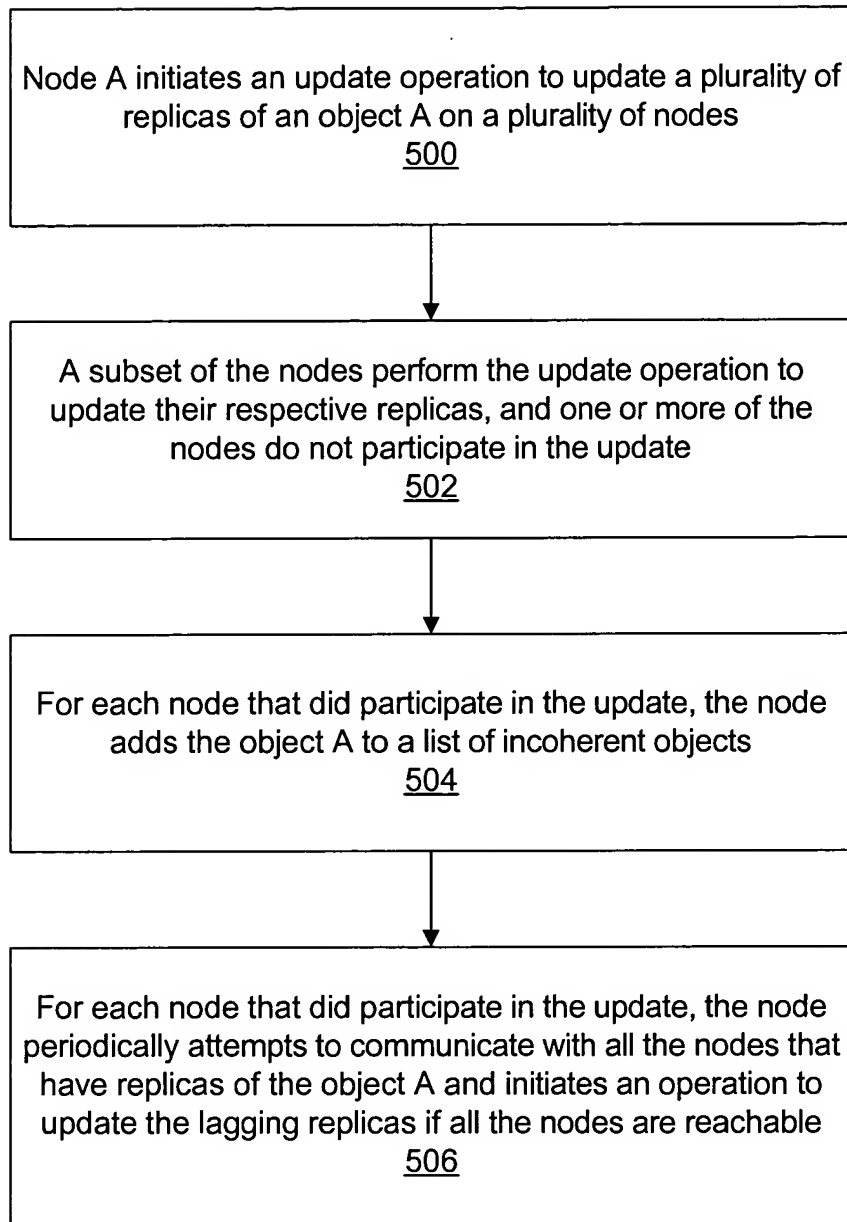 Node A initiates an update operation to update a plurality of
replicas of an object A on a plurality of nodes
500
A subset of the nodes perform the update operation to
update their respective replicas, and one or more of the
nodes do not participate in the update
502
For each node that did participate in the update, the node
adds the object A to a list of incoherent objects
504
For each node that did participate in the update, the node
periodically attempts to communicate with all the nodes that
have replicas of the object A and initiates an operation to
update the lagging replicas if all the nodes are reachable
506